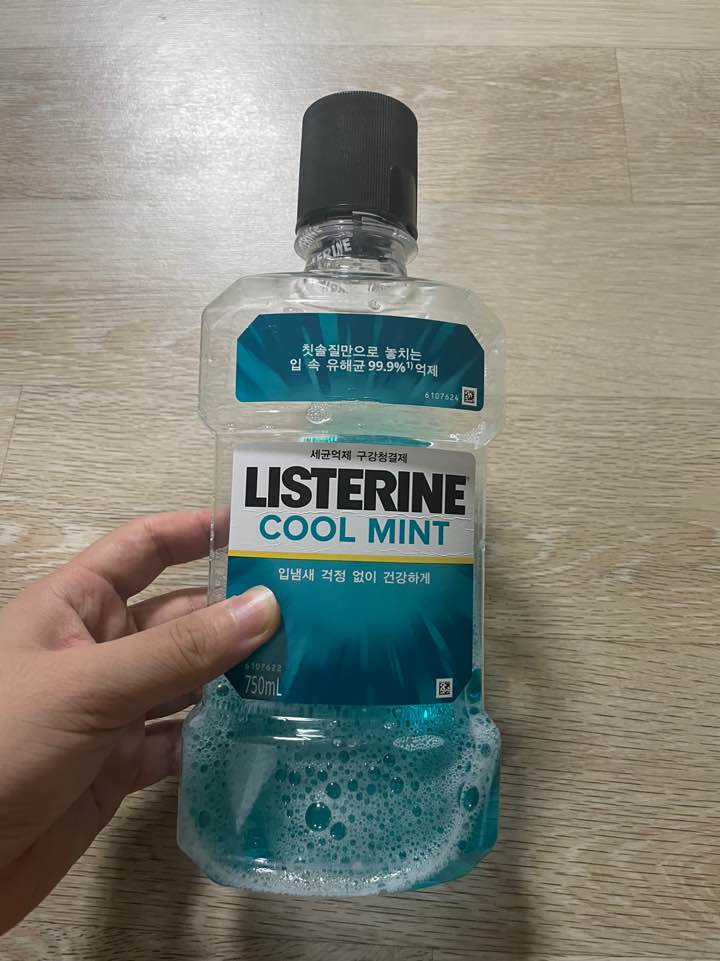 칫솔질만으로 놓치는
입 속 유해균 99.9%¹⁾억제
6107624
세균억제 구강청결제
LISTERINE®
COOL MINT
입냄새 걱정 없이 건강하게
6107622
750mL